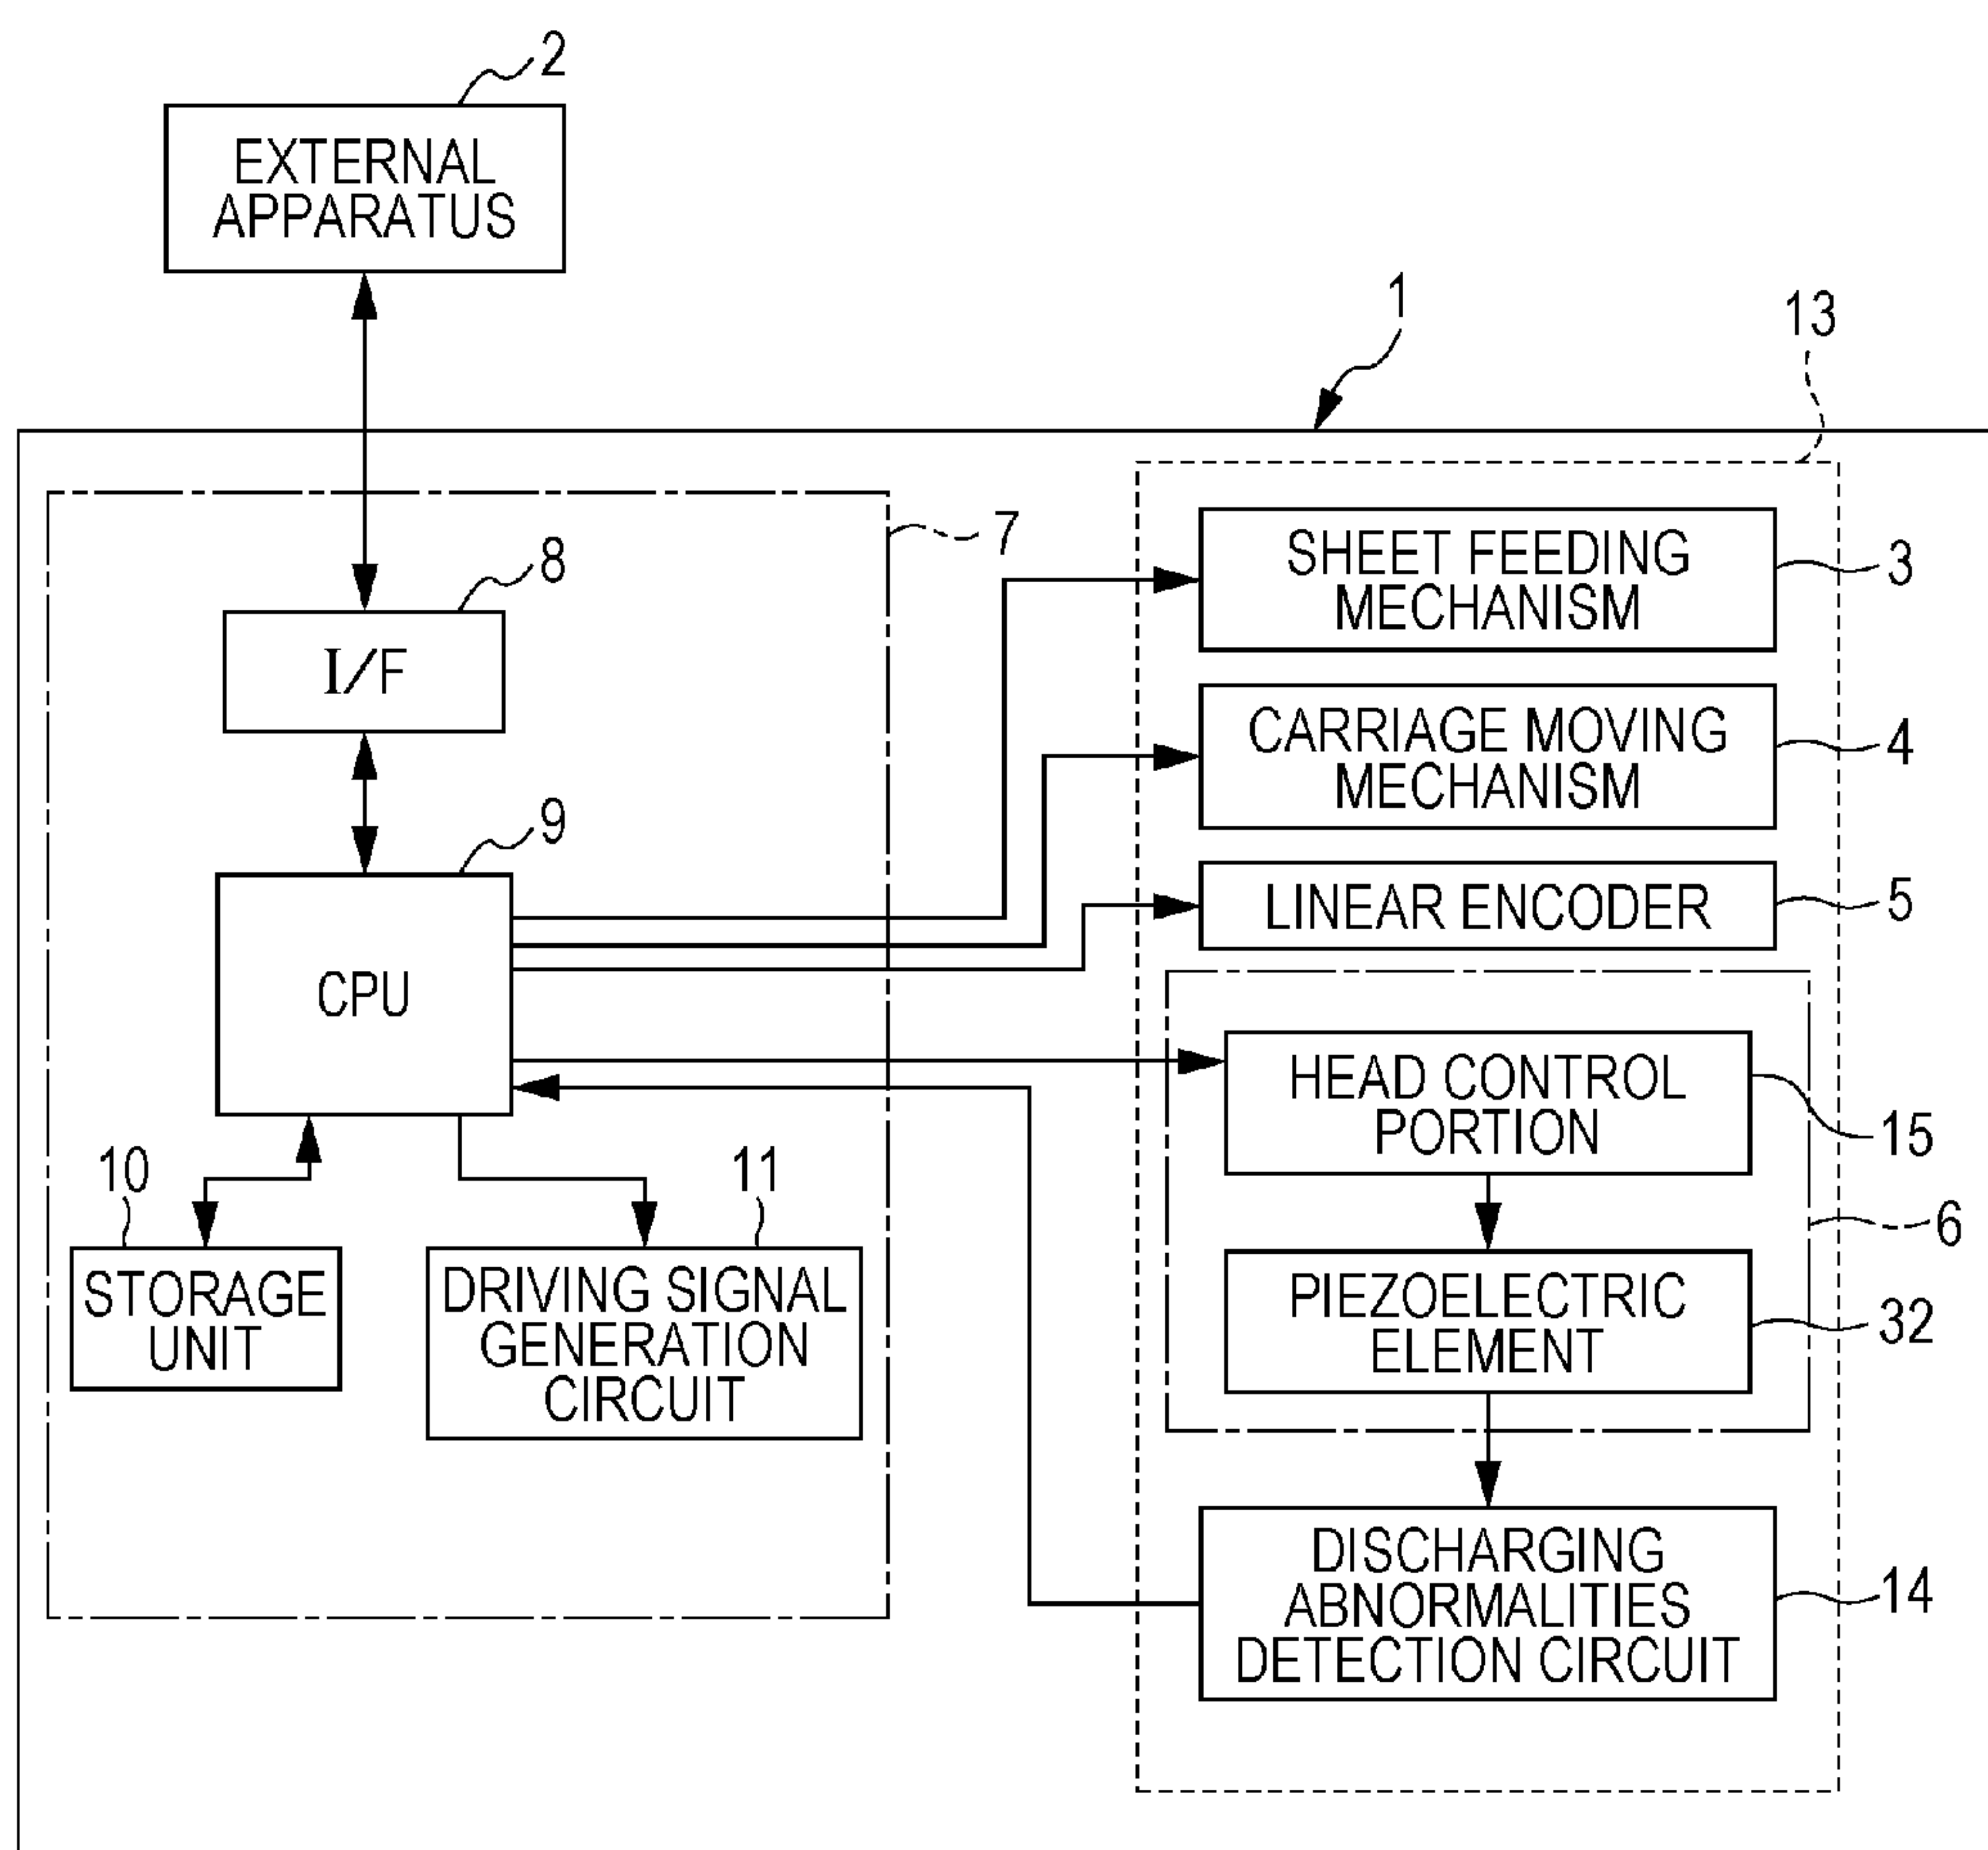 2
EXTERNAL
APPARATUS
1
13
7
8
I/F
9
CPU
10
STORAGE
UNIT
11
DRIVING SIGNAL
GENERATION
CIRCUIT
SHEET FEEDING
MECHANISM
3
CARRIAGE MOVING
MECHANISM
4
LINEAR ENCODER
5
HEAD CONTROL
PORTION
15
6
PIEZOELECTRIC
ELEMENT
32
DISCHARGING
ABNORMALITIES
DETECTION CIRCUIT
14